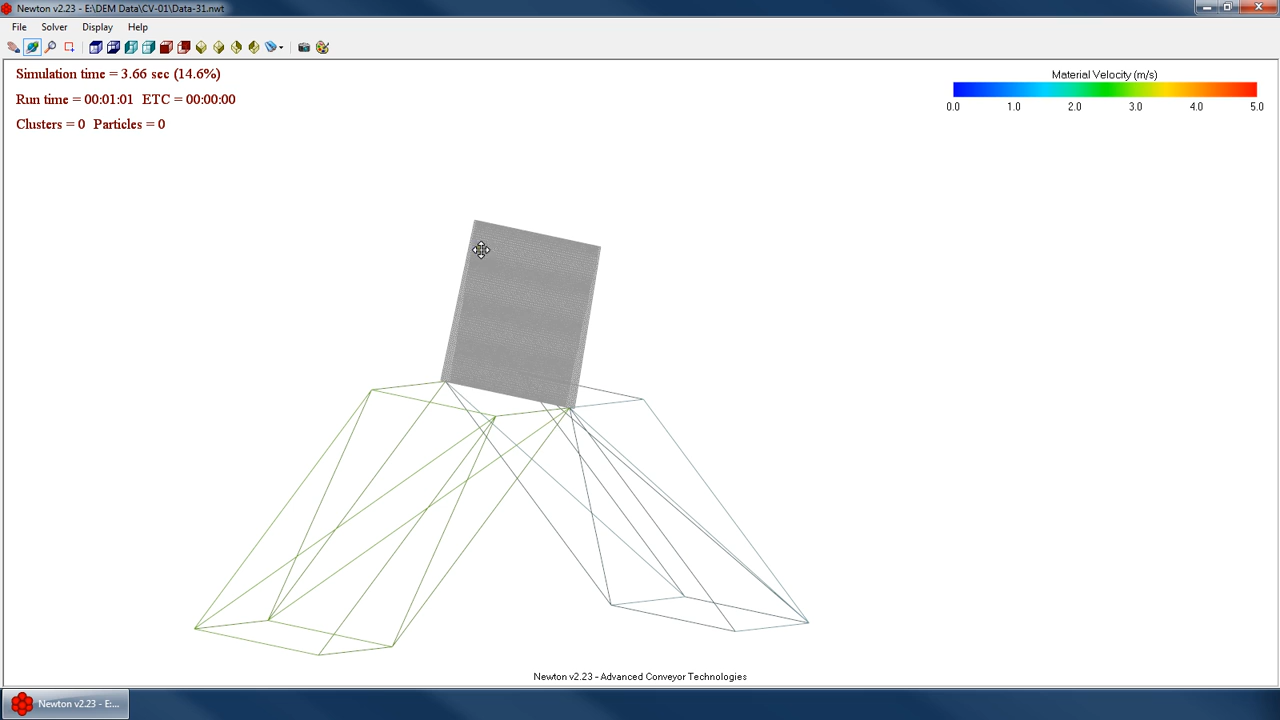 Newton v2.23 - E:\DEM Data\CV-01\Data-31.nwt
File Solver Display Help
Simulation time = 3.66 sec (14.6%)
Material Velocity (m/s)
Run time = 00:01:01 ETC = 00:00:00
0.0 1.0 2.0 3.0 4.0 5.0
Clusters = 0 Particles = 0
Newton v2.23 - Advanced Conveyor Technologies
Newton v2.23 - E:...